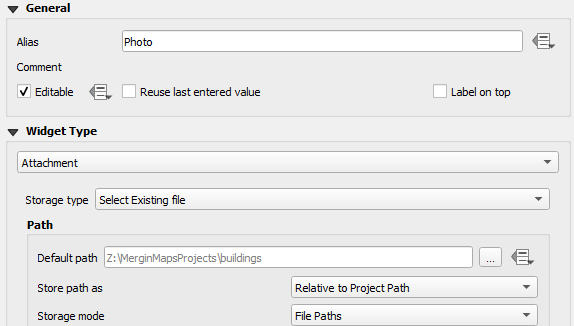 General
Alias Photo
Comment
Editable Reuse last entered value Label on top
Widget Type
Attachment
Storage type Select Existing file
Path
Default path Z:\MerginMapsProjects\buildings ...
Store path as Relative to Project Path
Storage mode File Paths